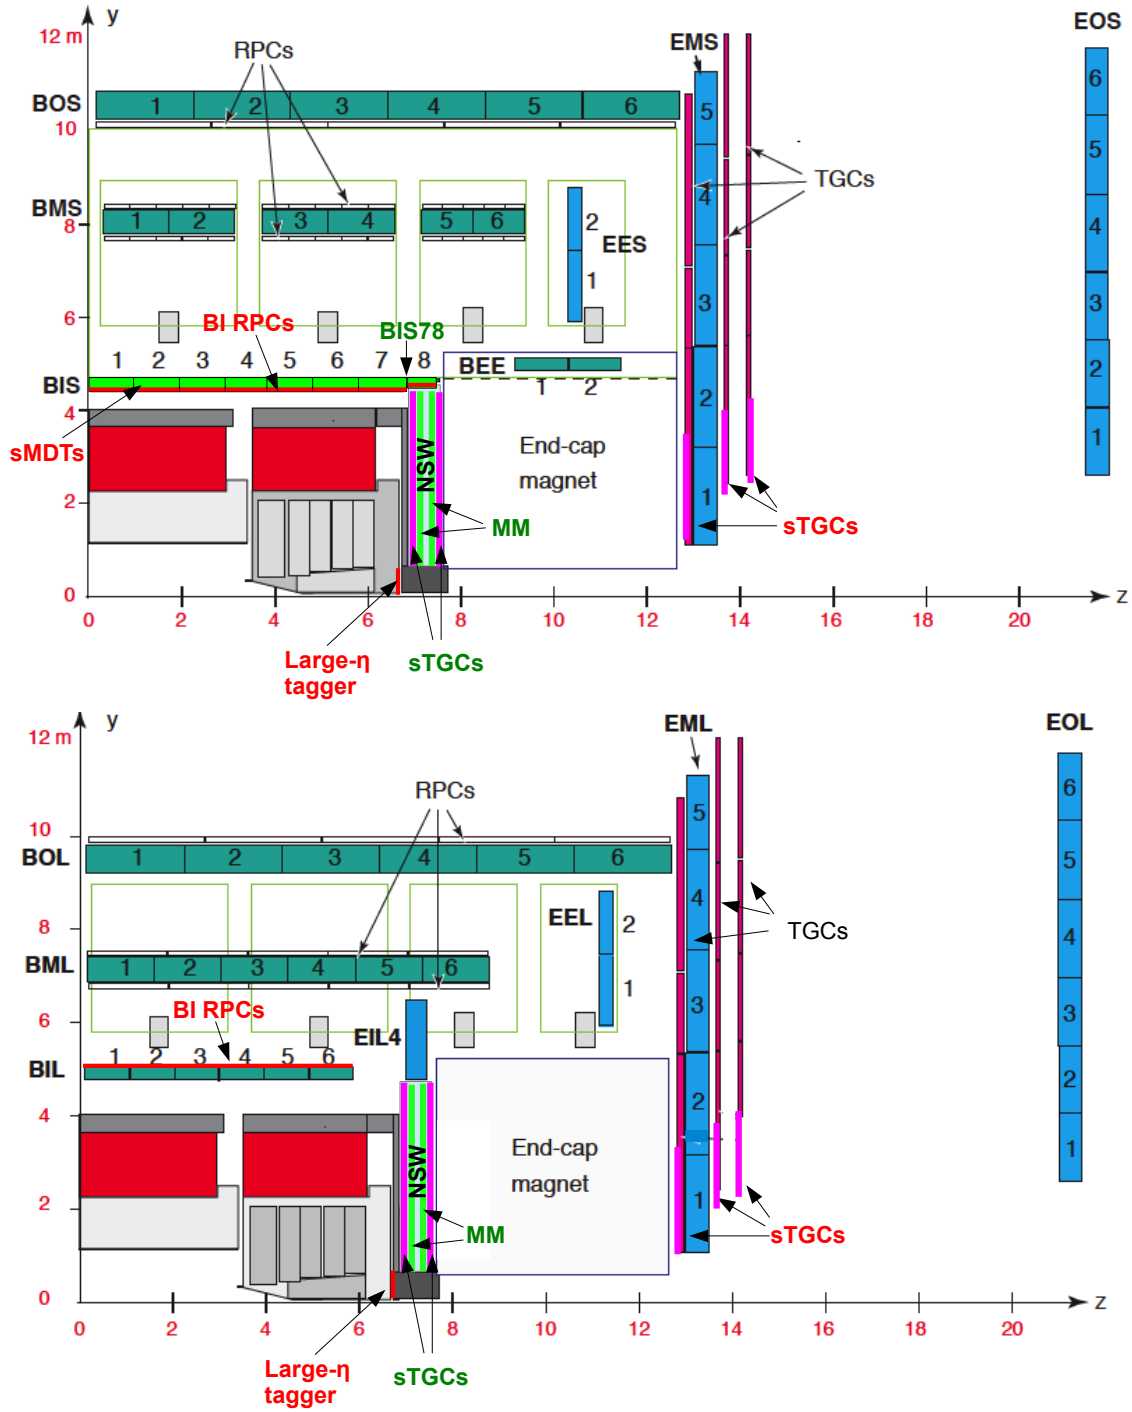 y
12 m
RPCs
EMS
EOS
BOS
1 2 3 4 5 6
5
6
10
5
TGCs
4
BMS
8
1 2
3 4
5 6
2
EES
1
4
3
3
6
BI RPCs
BIS78
1 2 3 4 5 6 7 8
BEE
1 2
BIS
2
2
4
sMDTs
NSW
End-cap
magnet
1
1
2
MM
sTGCs
0
0 2 4 6 8 10 12 14 16 18 20
z
Large-η
tagger
sTGCs
y
12 m
EML
EOL
RPCs
6
5
10
BOL
1 2 3 4 5 6
5
4
EEL
2
8
TGCs
4
BML
1 2 3 4 5 6
1
BI RPCs
3
3
6
EIL4
1 2 3 4 5 6
BIL
2
2
4
NSW
End-cap
magnet
1
1
2
MM
sTGCs
0
0 2 4 6 8 10 12 14 16 18 20
z
Large-η
tagger
sTGCs